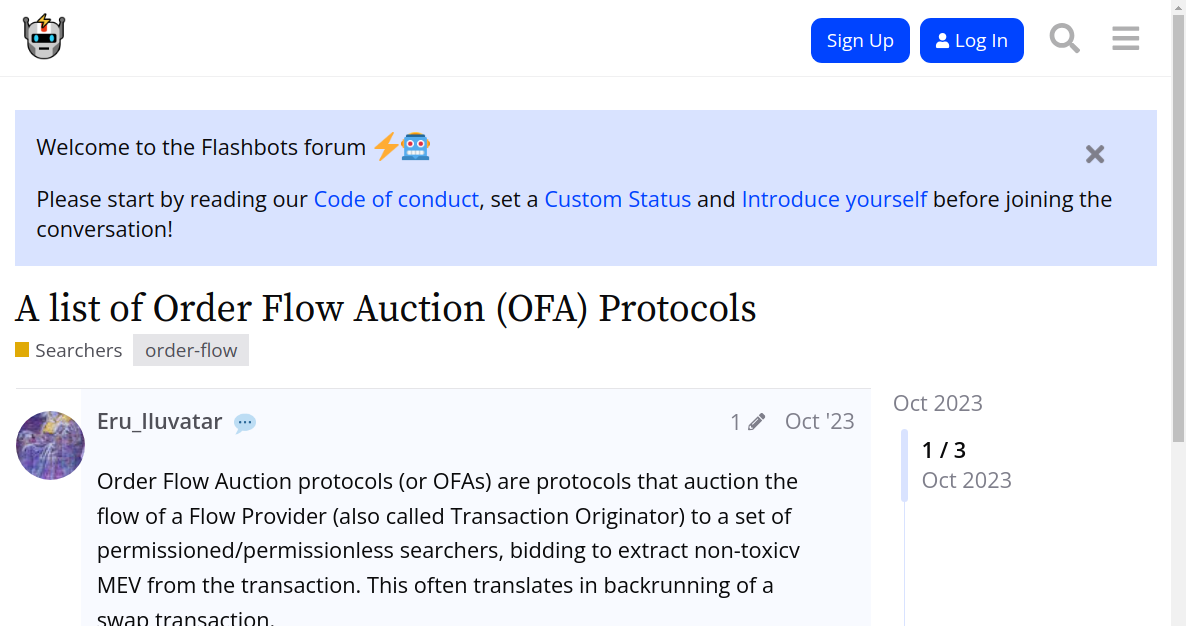 Sign Up
Log In
Welcome to the Flashbots forum
Please start by reading our Code of conduct, set a Custom Status and Introduce yourself before joining the
conversation!
A list of Order Flow Auction (OFA) Protocols
Searchers order-flow
Eru_Iluvatar 1 Oct '23
Oct 2023
1 / 3
Oct 2023
Order Flow Auction protocols (or OFAs) are protocols that auction the
flow of a Flow Provider (also called Transaction Originator) to a set of
permissioned/permissionless searchers, bidding to extract non-toxicv
MEV from the transaction. This often translates in backrunning of a
swap transaction.